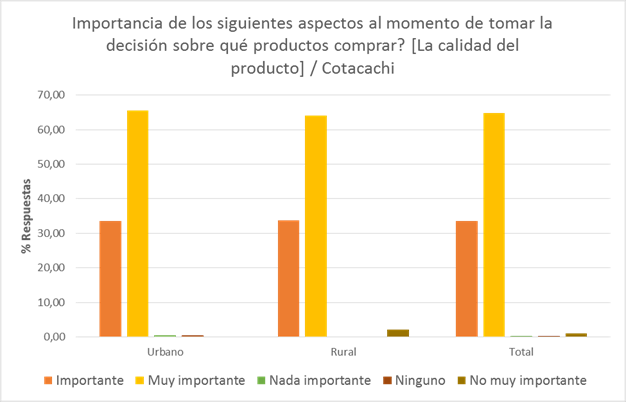 Importancia de los siguientes aspectos al momento de tomar la
decisión sobre qué productos comprar? [La calidad del
producto] / Cotacachi
70,00
60,00
50,00
40,00
30,00
20,00
10,00
0,00
% Respuestas
Urbano
Rural
Total
Importante
Muy importante
Nada importante
Ninguno
No muy importante